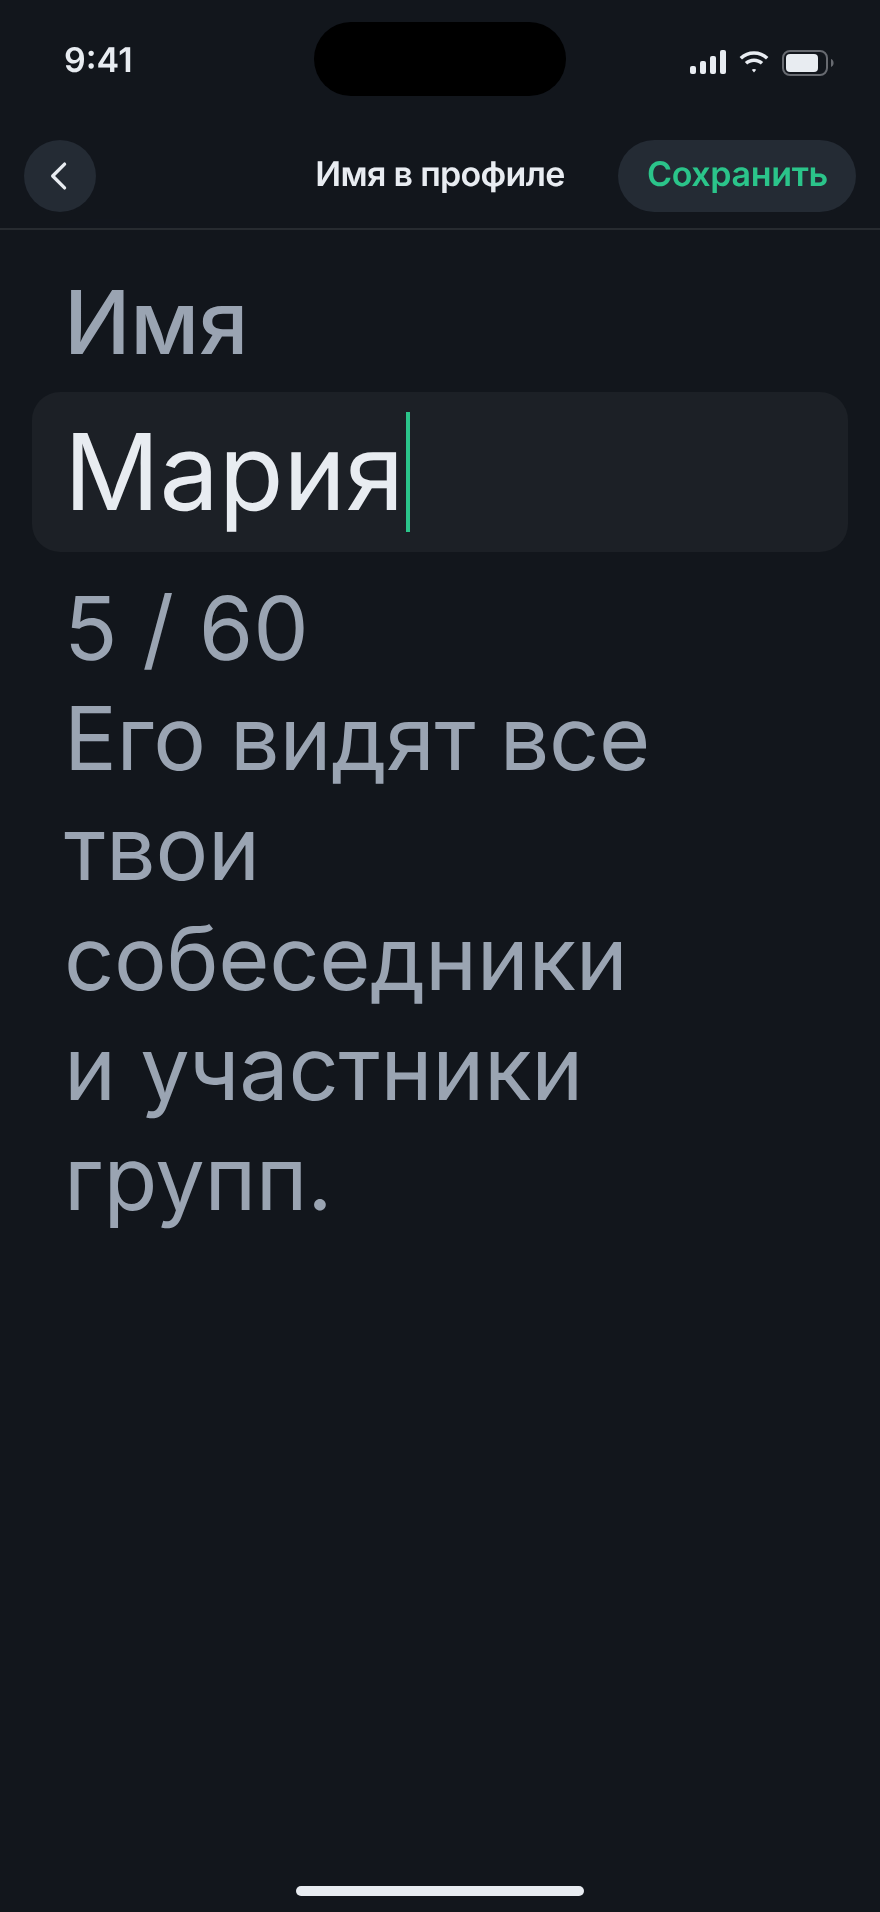 9:41
Имя в профиле
Сохранить
Имя
Мария
5 / 60
Его видят все
твои
собеседники
и участники
групп.